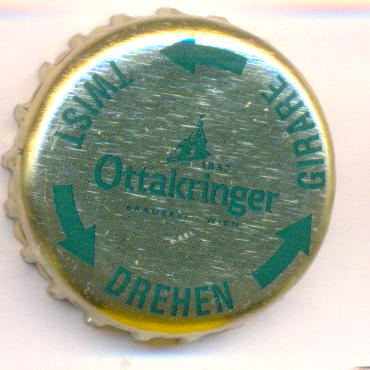 TWIST
GIRARE
1837
Ottakringer
BRAUEREI · WIEN
DREHEN